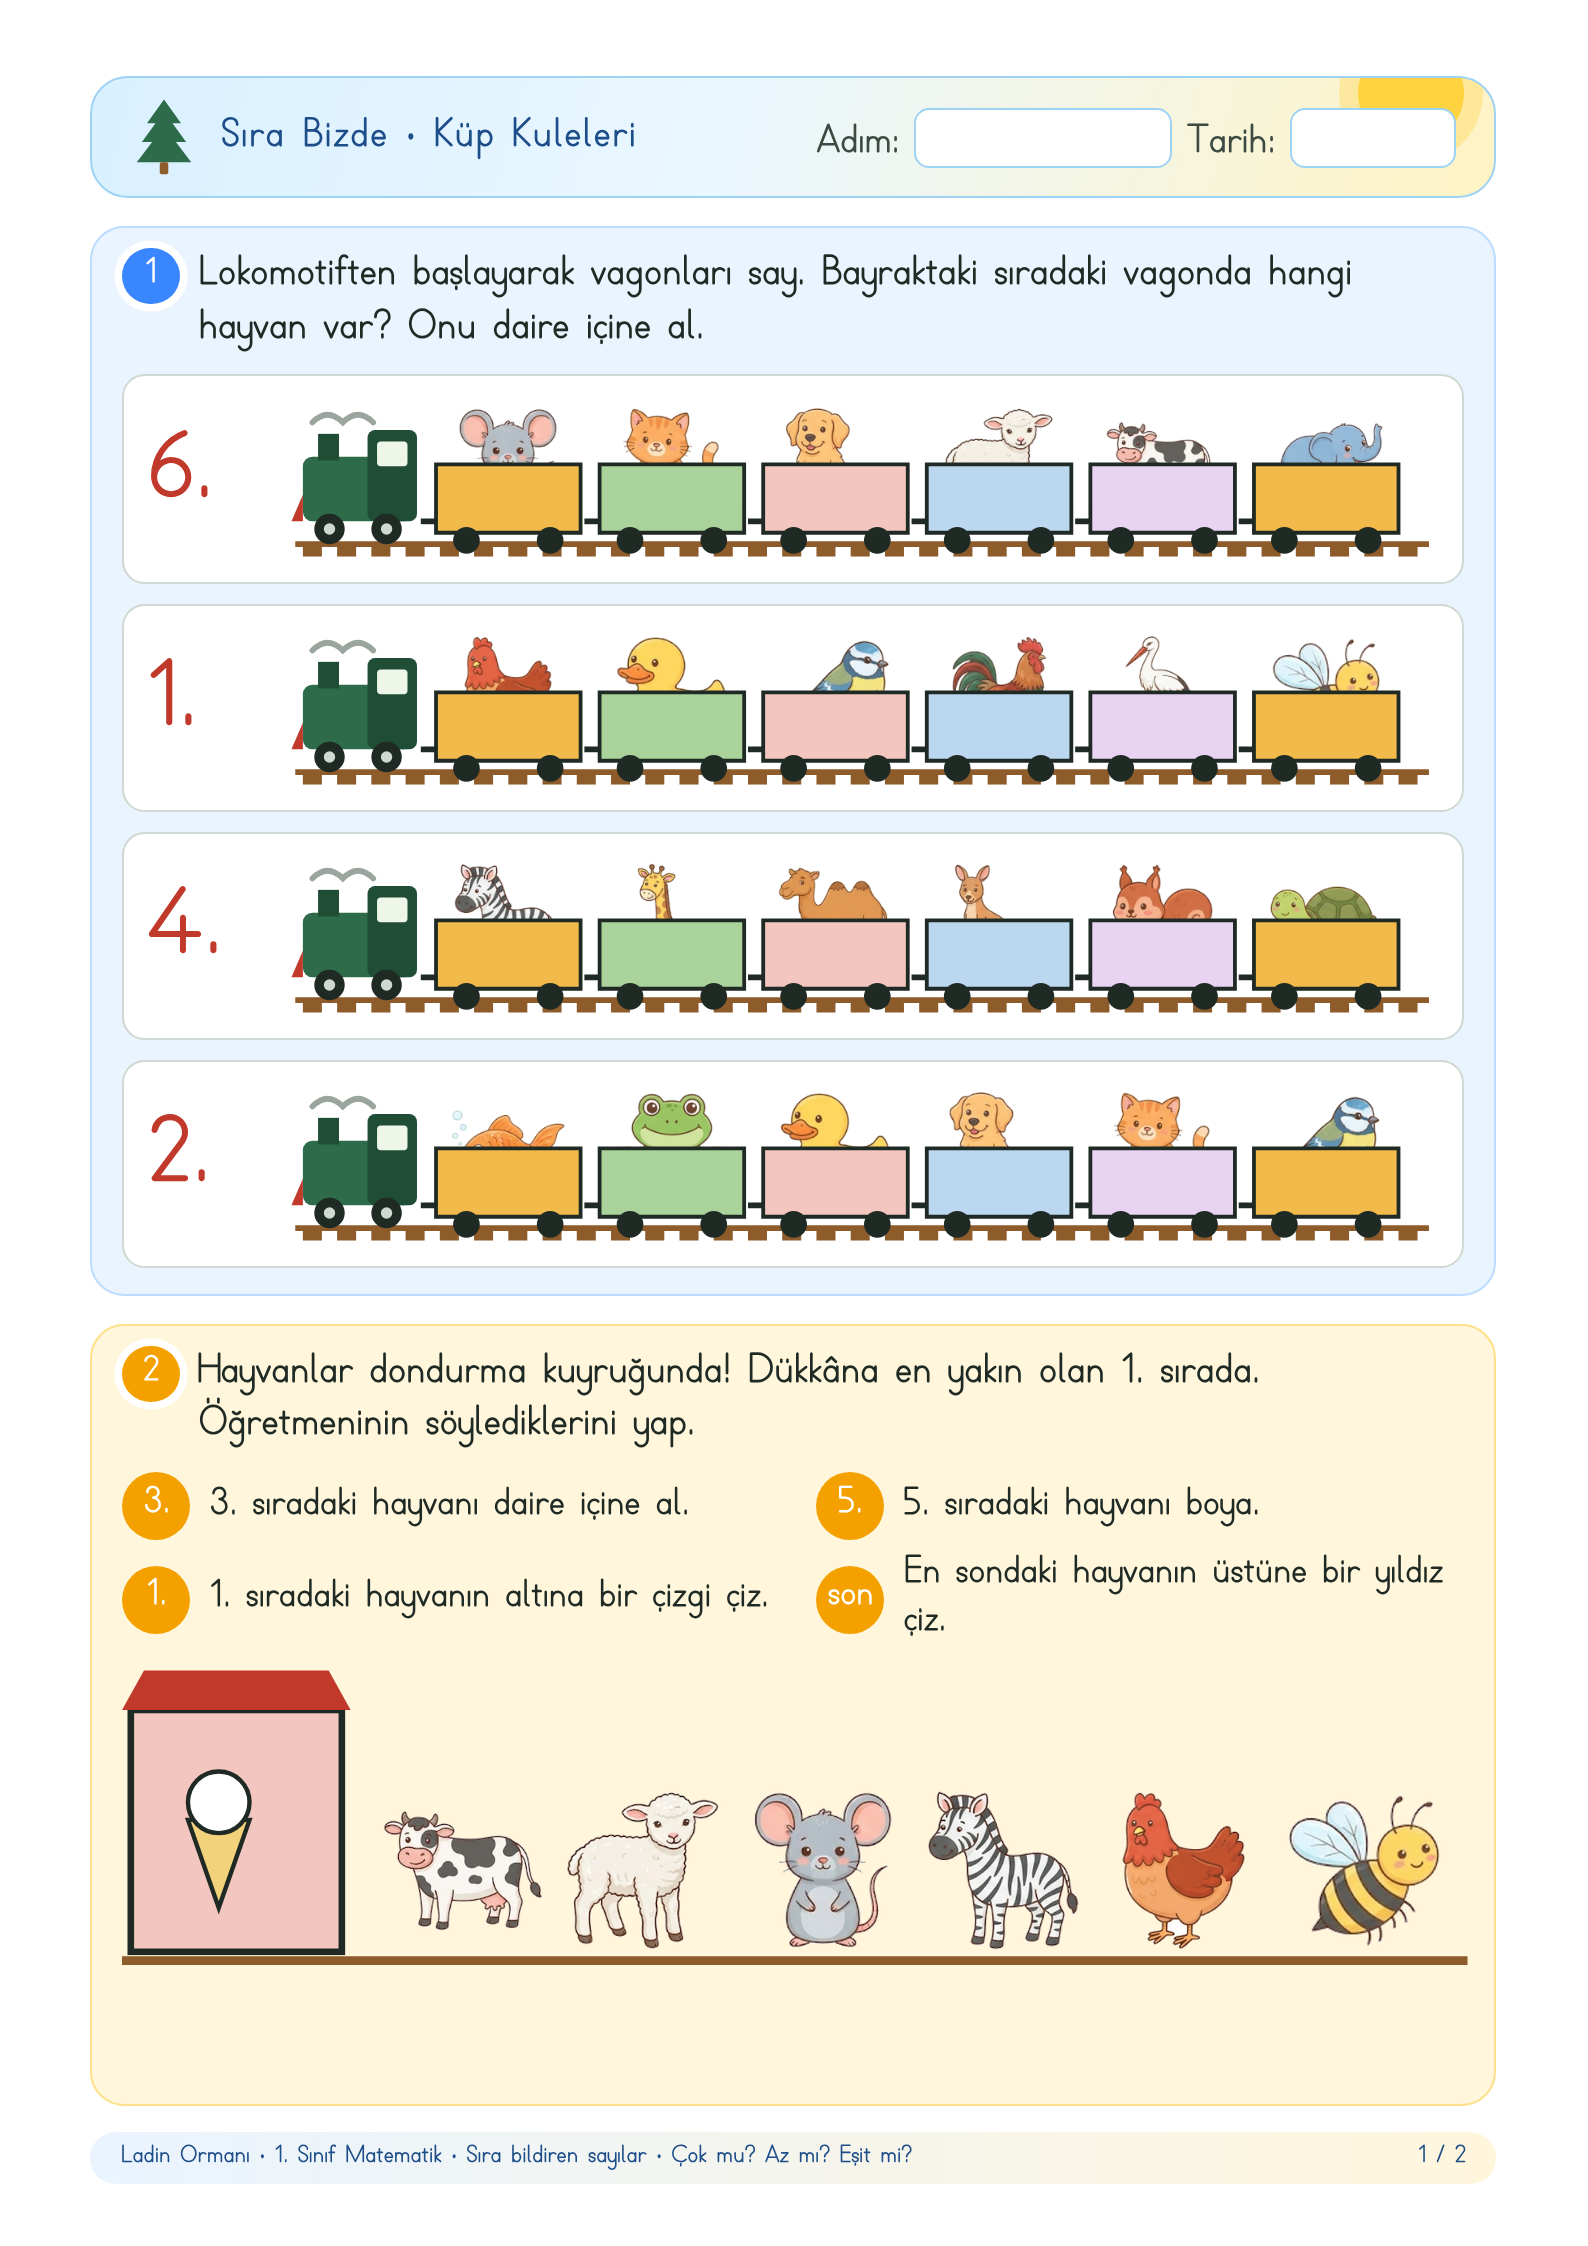 Sıra Bizde • Küp Kuleleri
Adım:
Tarih:
1
Lokomotiften başlayarak vagonları say. Bayraktaki sıradaki vagonda hangi
hayvan var? Onu daire içine al.
6.
1.
4.
2.
2
Hayvanlar dondurma kuyruğunda! Dükkâna en yakın olan 1. sırada.
Öğretmeninin söylediklerini yap.
3.
3. sıradaki hayvanı daire içine al.
5.
5. sıradaki hayvanı boya.
1.
1. sıradaki hayvanın altına bir çizgi çiz.
son
En sondaki hayvanın üstüne bir yıldız
çiz.
Ladin Ormanı • 1. Sınıf Matematik • Sıra bildiren sayılar • Çok mu? Az mı? Eşit mi?
1 / 2